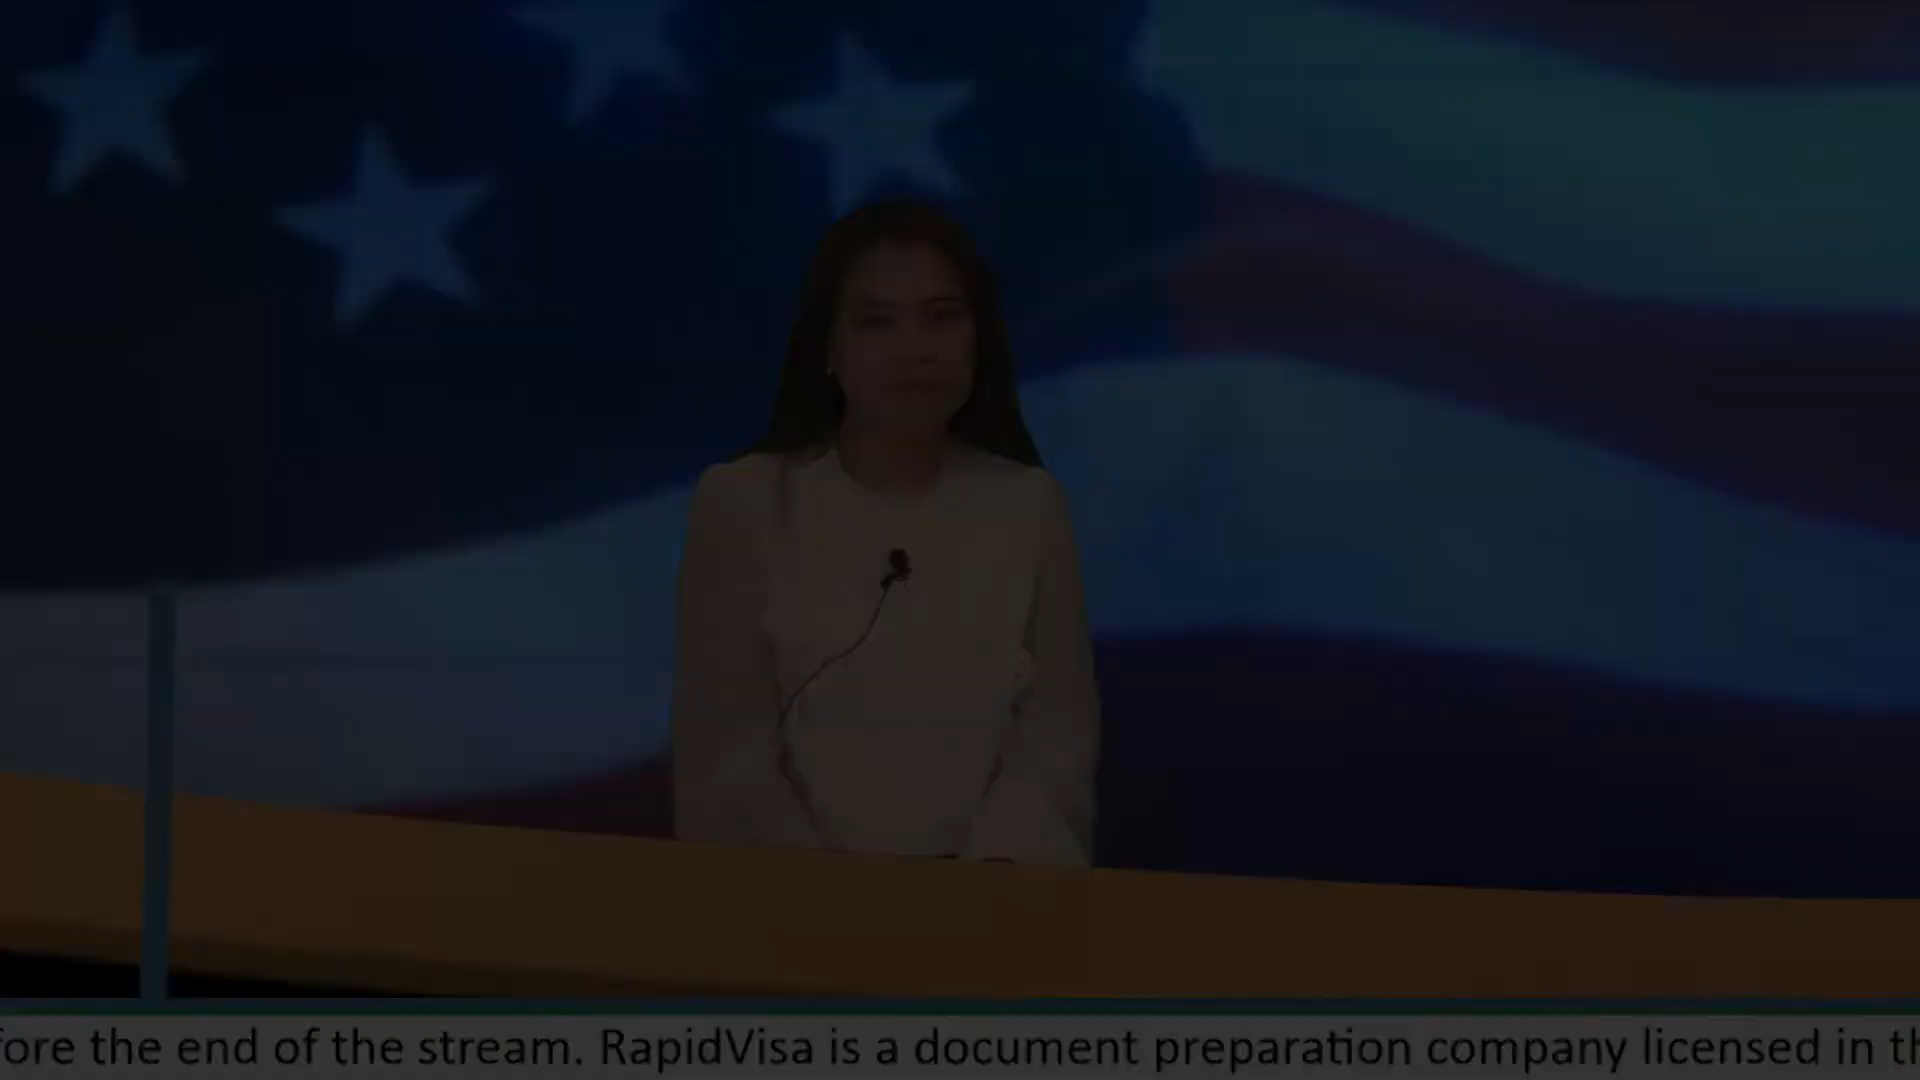 fore the end of the stream. RapidVisa is a document preparation company licensed in th